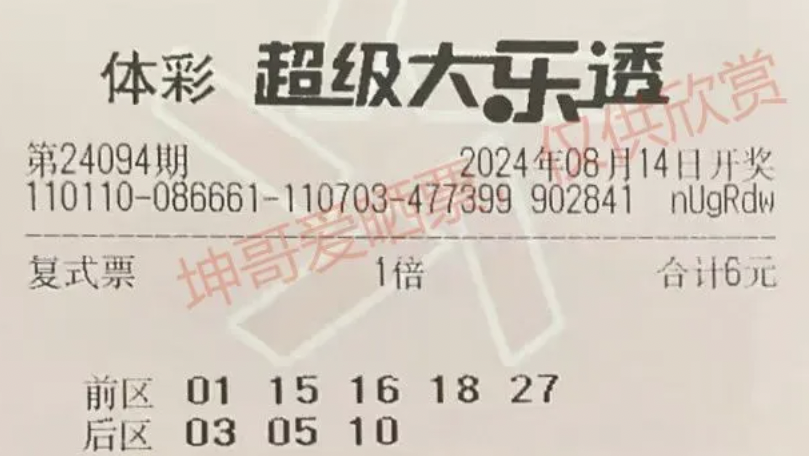 体彩 超级大乐透
第24094期 2024年08月14日开奖
110110-086661-110703-477399 902841 nUgRdw
复式票 1倍 合计6元
前区 01 15 16 18 27
后区 03 05 10
坤哥爱晒票，仅供欣赏